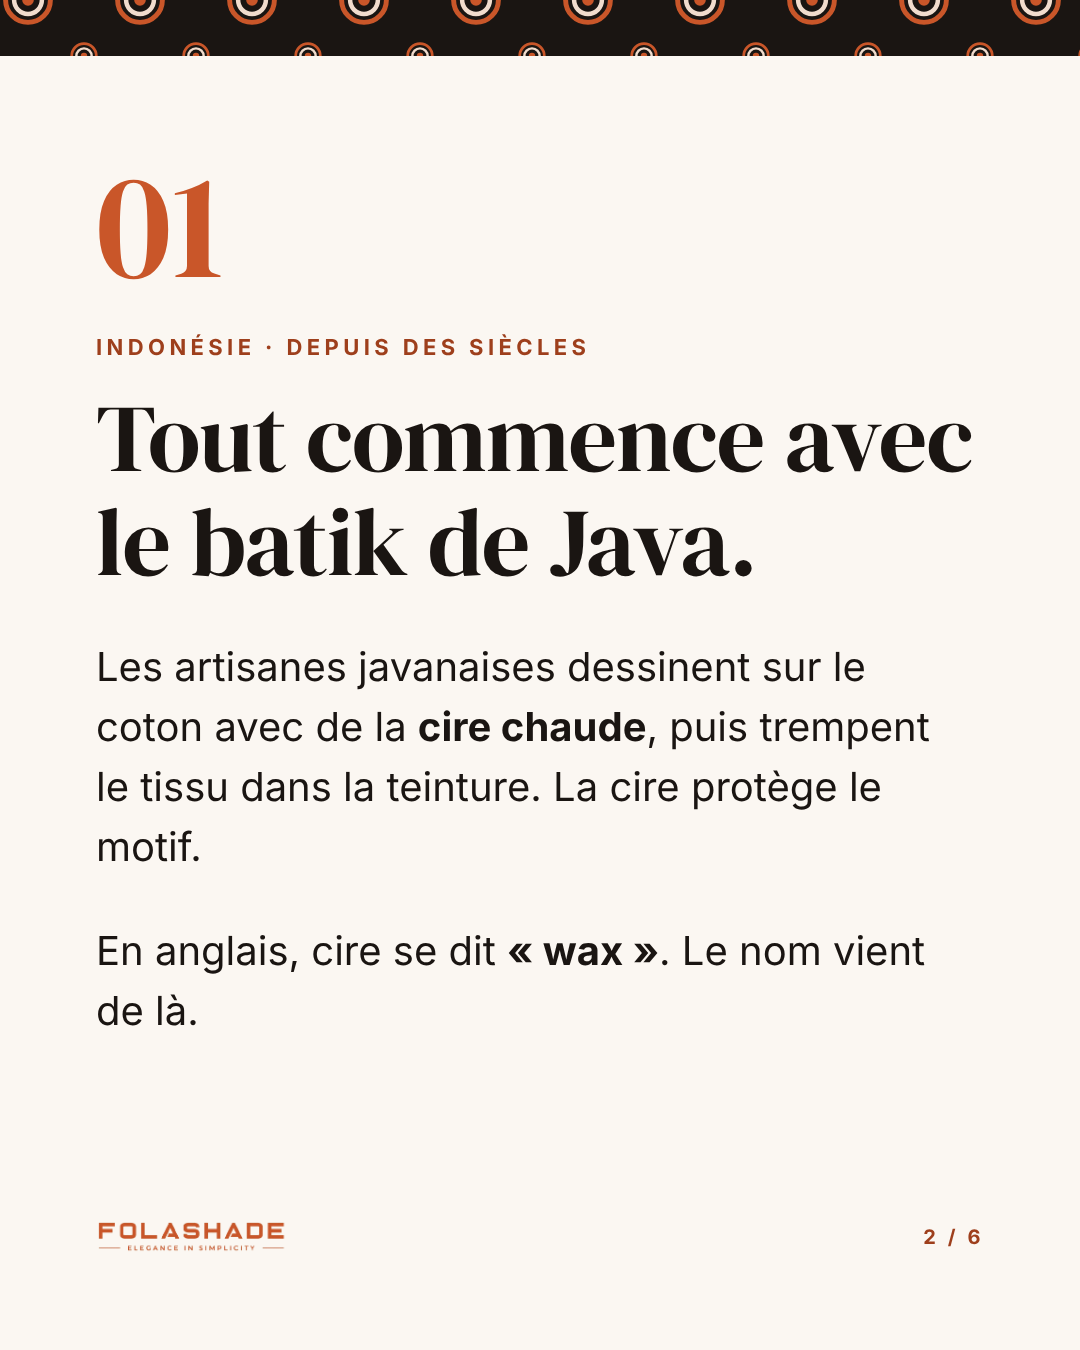 01
INDONÉSIE · DEPUIS DES SIÈCLES
Tout commence avec
le batik de Java.
Les artisanes javanaises dessinent sur le
coton avec de la cire chaude, puis trempent
le tissu dans la teinture. La cire protège le
motif.
En anglais, cire se dit « wax ». Le nom vient
de là.
FOLASHADE
ELEGANCE IN SIMPLICITY
2 / 6